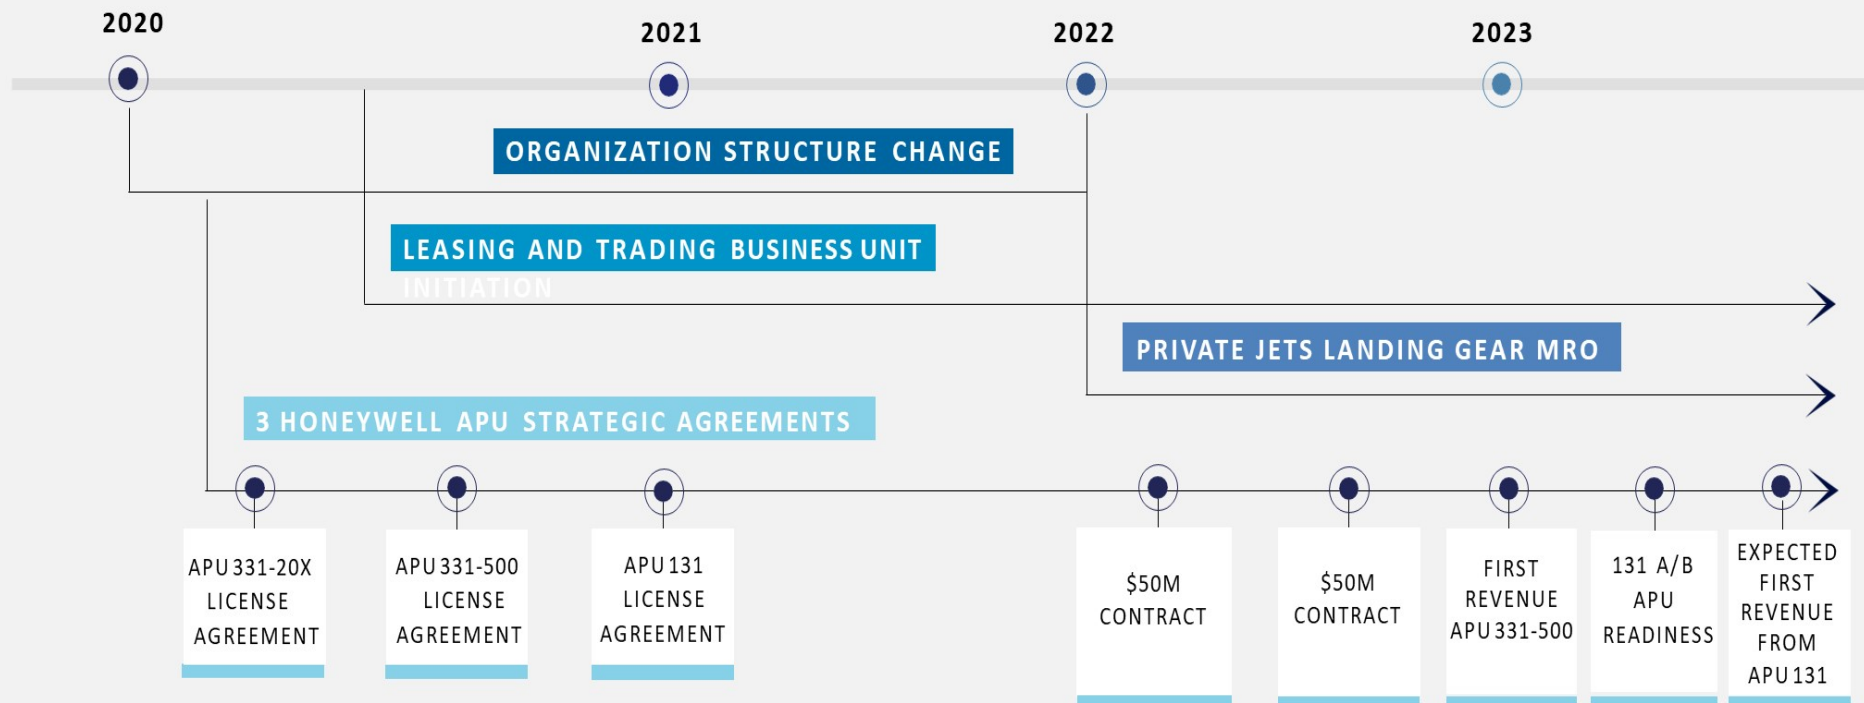 2020
2021
2022
2023
ORGANIZATION STRUCTURE CHANGE
LEASING AND TRADING BUSINESS UNIT
INITIATION
PRIVATE JETS LANDING GEAR MRO
3 HONEYWELL APU STRATEGIC AGREEMENTS
APU 331-20X
LICENSE
AGREEMENT
APU 331-500
LICENSE
AGREEMENT
APU 131
LICENSE
AGREEMENT
$50M
CONTRACT
$50M
CONTRACT
FIRST
REVENUE
APU 331-500
131 A/B
APU
READINESS
EXPECTED
FIRST
REVENUE
FROM
APU 131